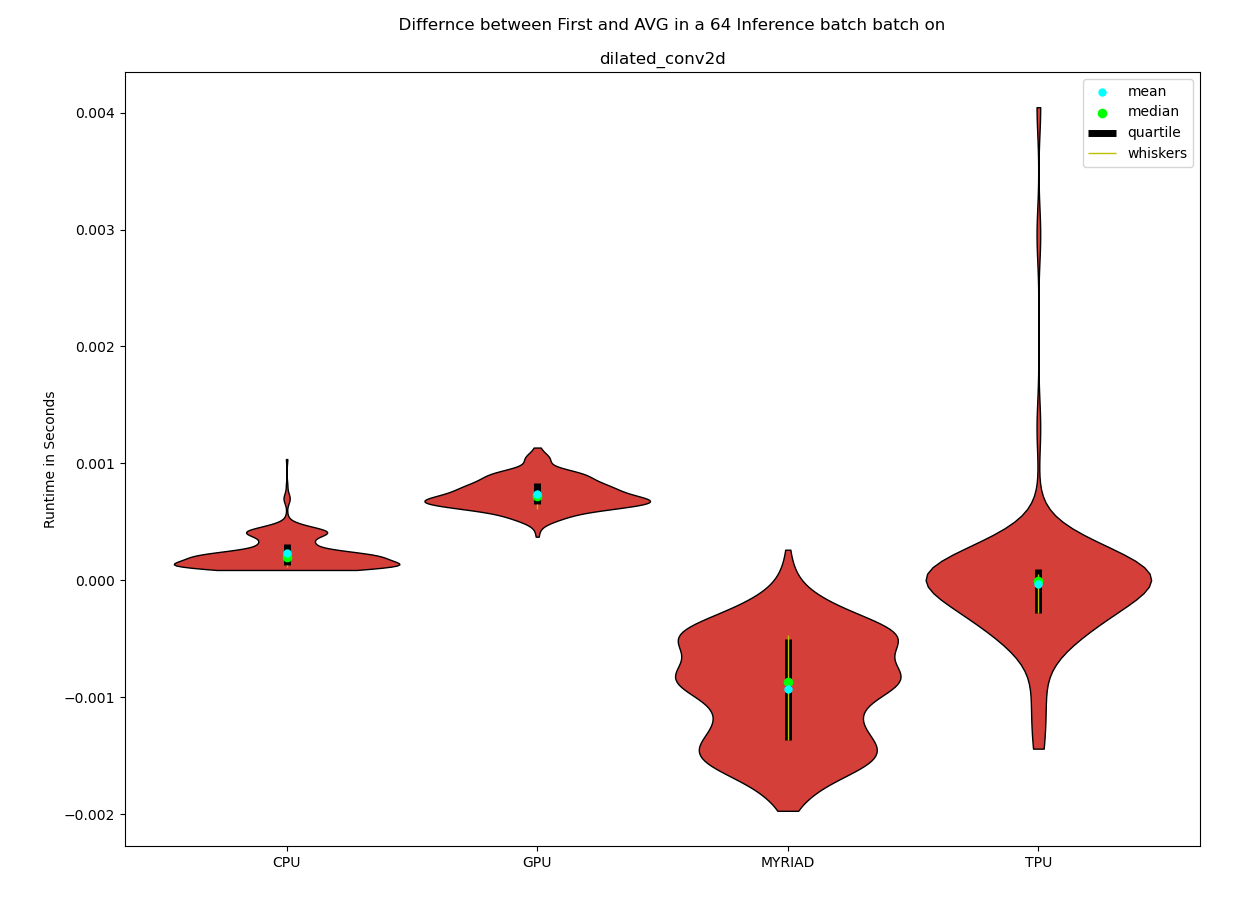 Differnce between First and AVG in a 64 Inference batch batch on
dilated_conv2d
mean
median
quartile
whiskers
0.004
0.003
0.002
0.001
0.000
−0.001
−0.002
Runtime in Seconds
CPU GPU MYRIAD TPU